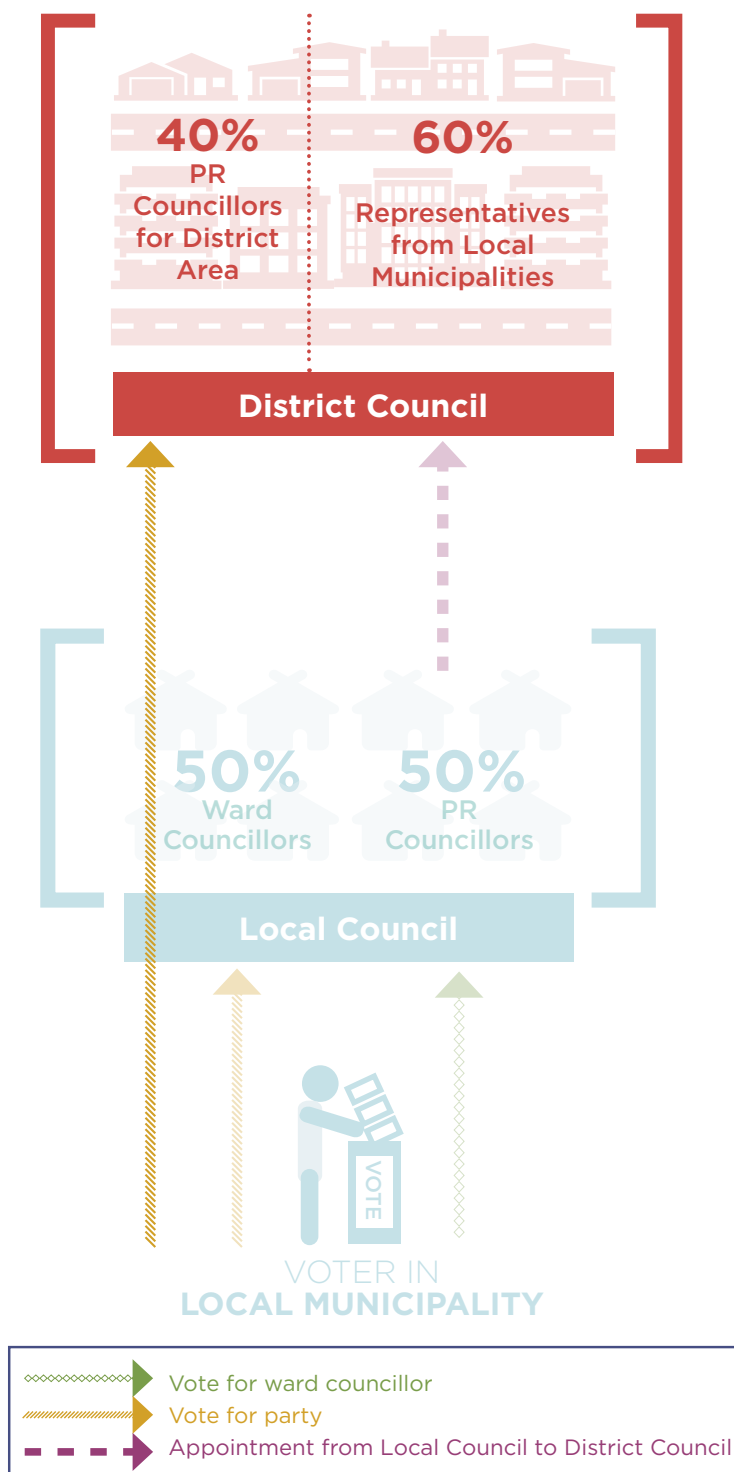 40%
PR
Councillors
for District
Area
60%
Representatives
from Local
Municipalities
District Council
50%
Ward
Councillors
50%
PR
Councillors
Local Council
VOTE
VOTER IN
LOCAL MUNICIPALITY
Vote for ward councillor
Vote for party
Appointment from Local Council to District Council